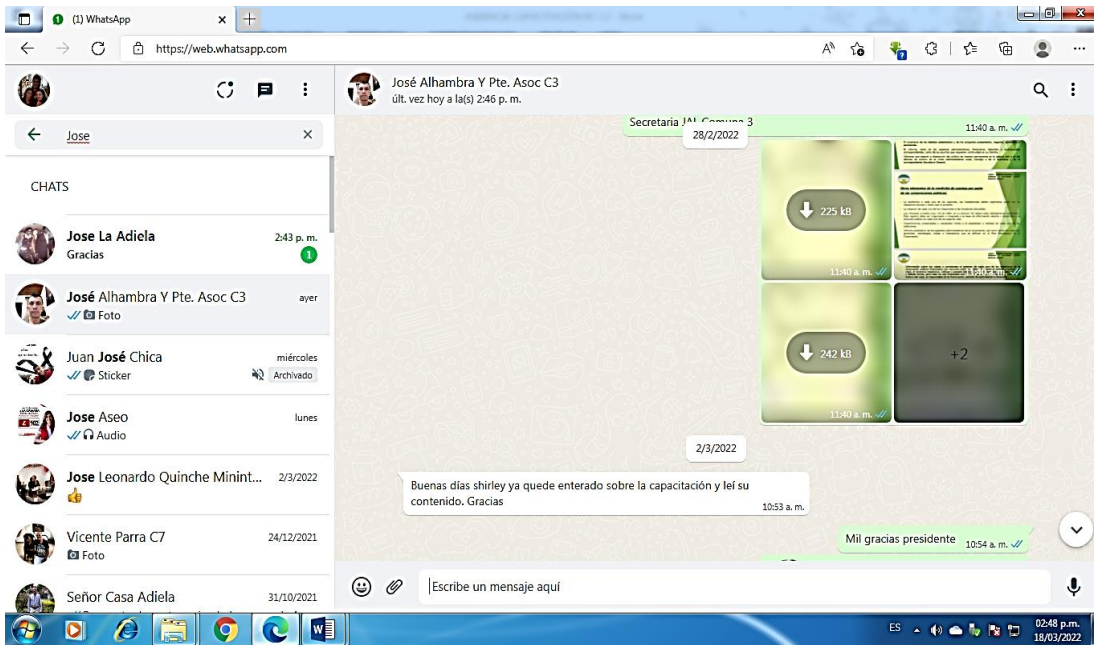 (1) WhatsApp
https://web.whatsapp.com
José Alhambra Y Pte. Asoc C3
últ. vez hoy a la(s) 2:46 p. m.
Jose
CHATS
Jose La Adiela
2:43 p. m.
Gracias
1
José Alhambra Y Pte. Asoc C3
ayer
Foto
Juan José Chica
miércoles
Sticker
Archivado
Jose Aseo
lunes
Audio
Jose Leonardo Quinche Minint...
2/3/2022
Vicente Parra C7
24/12/2021
Foto
Señor Casa Adiela
31/10/2021
Secretaria JAL Comuna 3
11:40 a. m.
28/2/2022
225 kB
11:40 a. m.
11:40 a. m.
242 kB
11:40 a. m.
+2
2/3/2022
Buenas días shirley ya quede enterado sobre la capacitación y leí su
contenido. Gracias
10:53 a. m.
Mil gracias presidente
10:54 a. m.
Escribe un mensaje aquí
ES
02:48 p.m.
18/03/2022